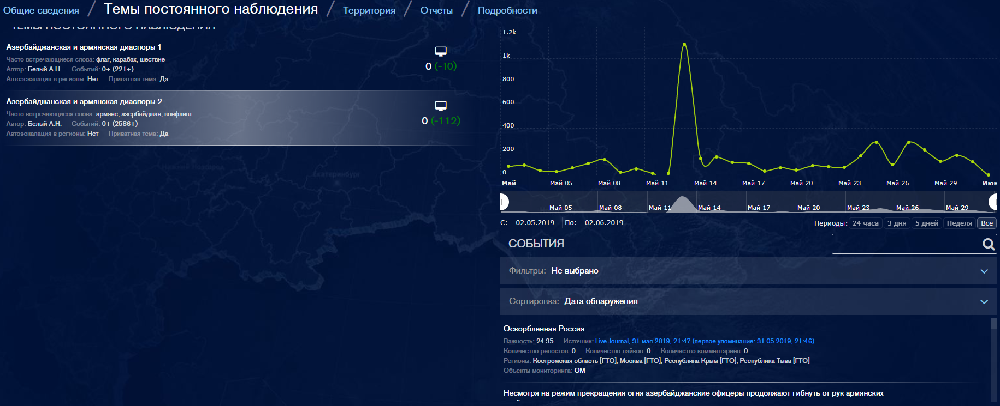 Общие сведения / Темы постоянного наблюдения / Территория / Отчеты / Подробности
ТЕМЫ ПОСТОЯННОГО НАБЛЮДЕНИЯ
Азербайджанская и армянская диаспоры 1
Часто встречающиеся слова: флаг, карабах, шествие
Автор: Белый А.Н. Событий: 0+ (221+)
0 (-10)
Автоэскалация в регионы: Нет Приватная тема: Да
Азербайджанская и армянская диаспоры 2
Часто встречающиеся слова: армяне, азербайджан, конфликт
Автор: Белый А.Н. Событий: 0+ (2586+)
0 (-112)
Автоэскалация в регионы: Нет Приватная тема: Да
Нижний Новгород
Екатеринбург
1.2k
1k
800
600
400
200
0
Май Май 05 Май 08 Май 11 Май 14 Май 17 Май 20 Май 23 Май 26 Май 29 Июн
Май 05 Май 08 Май 11 Май 14 Май 17 Май 20 Май 23 Май 26 Май 29
С: 02.05.2019 По: 02.06.2019
Периоды: 24 часа 3 дня 5 дней Неделя Все
СОБЫТИЯ
Фильтры: Не выбрано
Сортировка: Дата обнаружения
Оскорбленная Россия
Важность: 24.35 Источник: Live Journal, 31 мая 2019, 21:47 (первое упоминание: 31.05.2019, 21:46)
Количество репостов: 0 Количество лайков: 0 Количество комментариев: 0
Регионы: Костромская область [ГТО], Москва [ГТО], Республика Крым [ГТО], Республика Тыва [ГТО]
Объекты мониторинга: ОМ
Несмотря на режим прекращения огня азербайджанские офицеры продолжают гибнуть от рук армянских